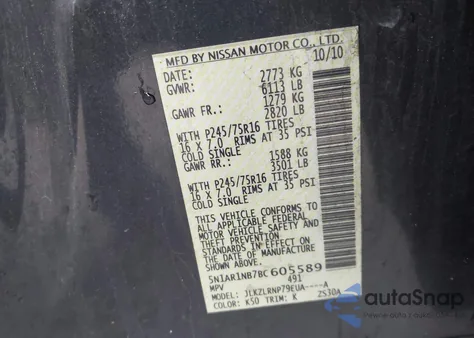 MFD BY NISSAN MOTOR CO., LTD.
DATE: 10/10
GVWR: 2773 KG
6113 LB
GAWR FR.: 1279 KG
2820 LB
WITH P245/75R16 TIRES
16 X 7.0 RIMS AT 35 PSI
COLD SINGLE
GAWR RR.: 1588 KG
3501 LB
WITH P245/75R16 TIRES
16 X 7.0 RIMS AT 35 PSI
COLD SINGLE
THIS VEHICLE CONFORMS TO
ALL APPLICABLE FEDERAL
MOTOR VEHICLE SAFETY AND
THEFT PREVENTION
STANDARDS IN EFFECT ON
THE DATE OF MANUFACTURE
SHOWN ABOVE.
5N1AR1NB7BC605589
MPV 491
MODEL: JLKZLRNP79EUA----A
COLOR: K50 TRIM: K ZS30A
autoSnap